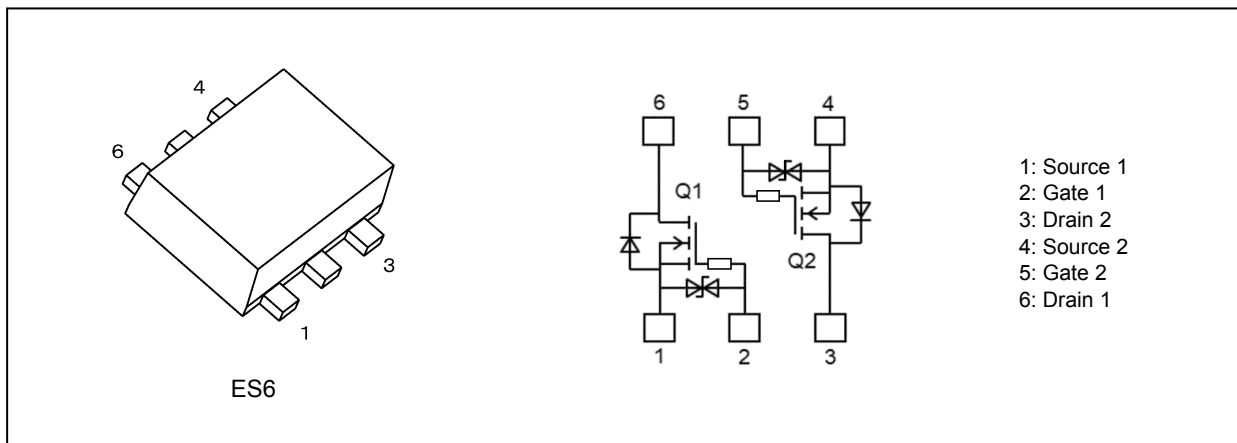 4
6
3
1
ES6
6 5 4
Q1
Q2
1 2 3
1: Source 1
2: Gate 1
3: Drain 2
4: Source 2
5: Gate 2
6: Drain 1